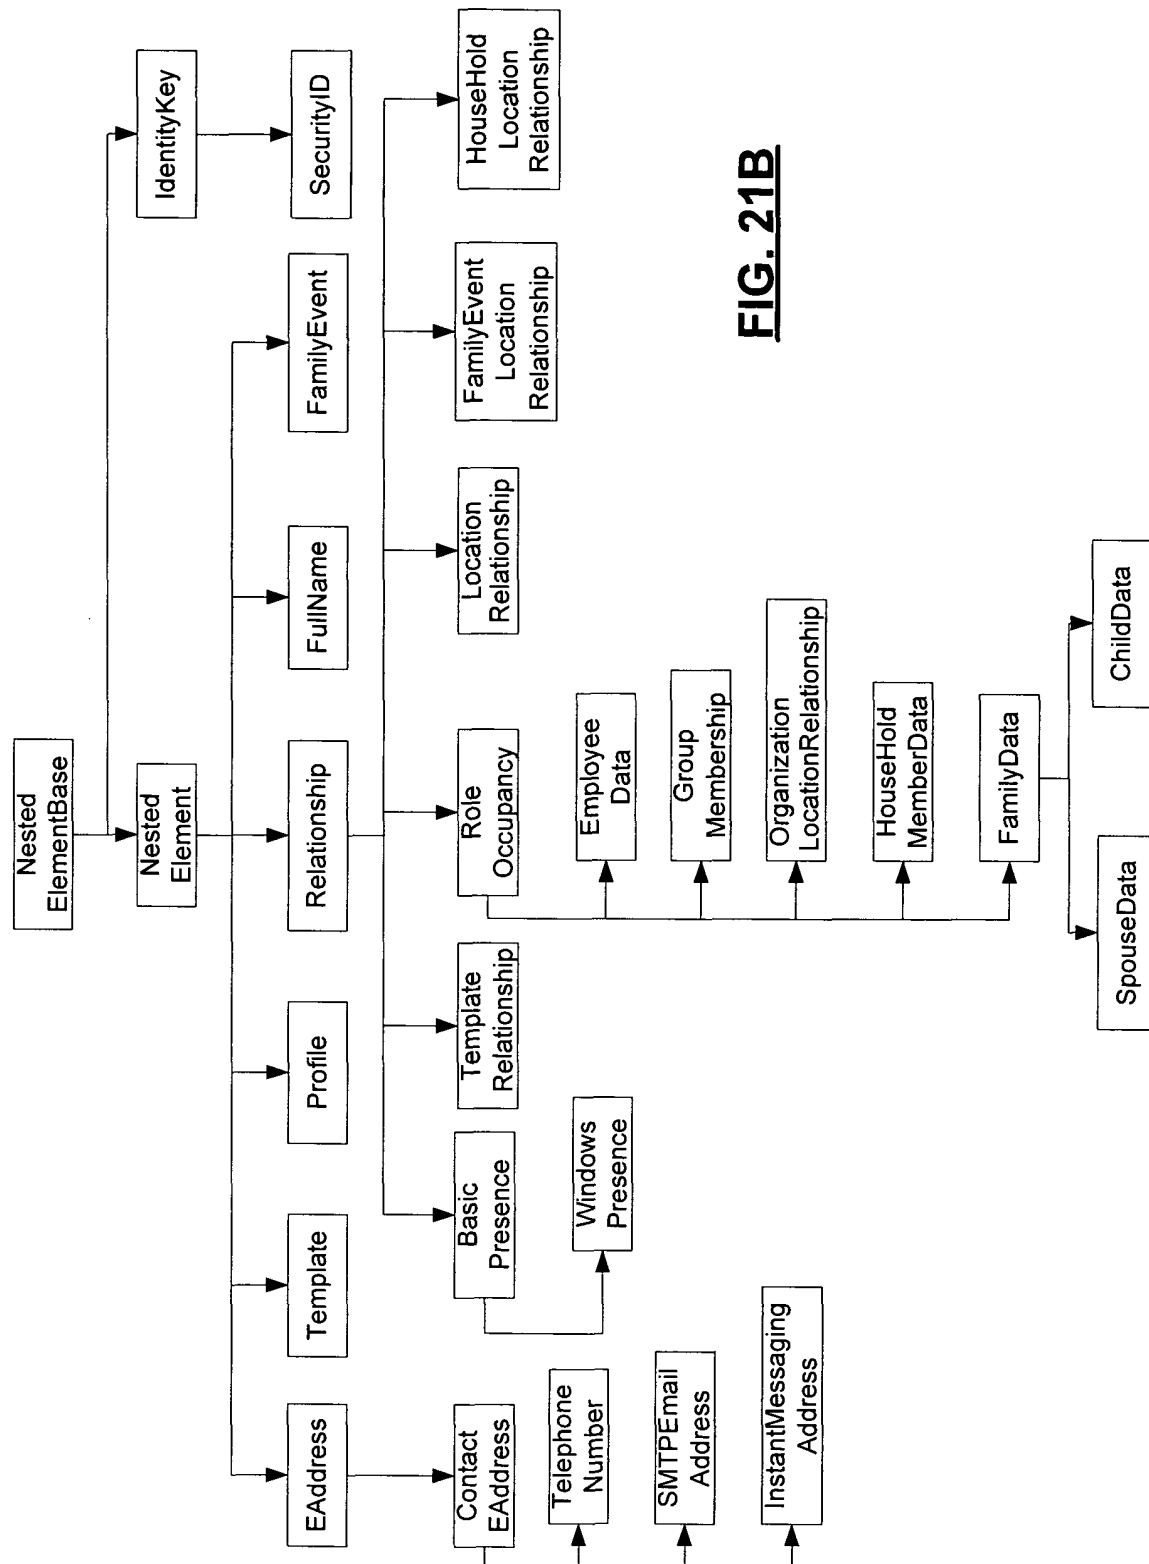 Nested
ElementBase
Nested
Element
IdentityKey
EAddress
Template
Profile
Relationship
FullName
FamilyEvent
SecurityID
Contact
EAddress
Basic
Presence
Template
Relationship
Role
Occupancy
Location
Relationship
FamilyEvent
Location
Relationship
HouseHold
Location
Relationship
Telephone
Number
SMTPEmail
Address
InstantMessaging
Address
Windows
Presence
Employee
Data
Group
Membership
Organization
LocationRelationship
HouseHold
MemberData
FamilyData
SpouseData
ChildData
FIG. 21B